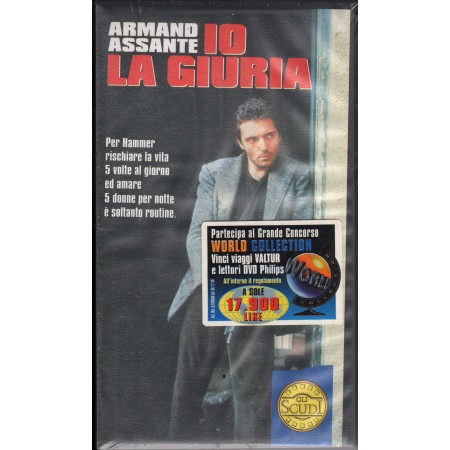 ARMAND
ASSANTE IO
LA GIURIA
Per Hammer
rischiare la vita
5 volte al giorno
ed amare
5 donne per notte
è soltanto routine.
Partecipa al Grande Concorso
WORLD COLLECTION
Vinci viaggi VALTUR
e lettori DVD Philips
All'interno il regolamento
A SOLE
17.900
LIRE
WORLD
GLI
SCUDI